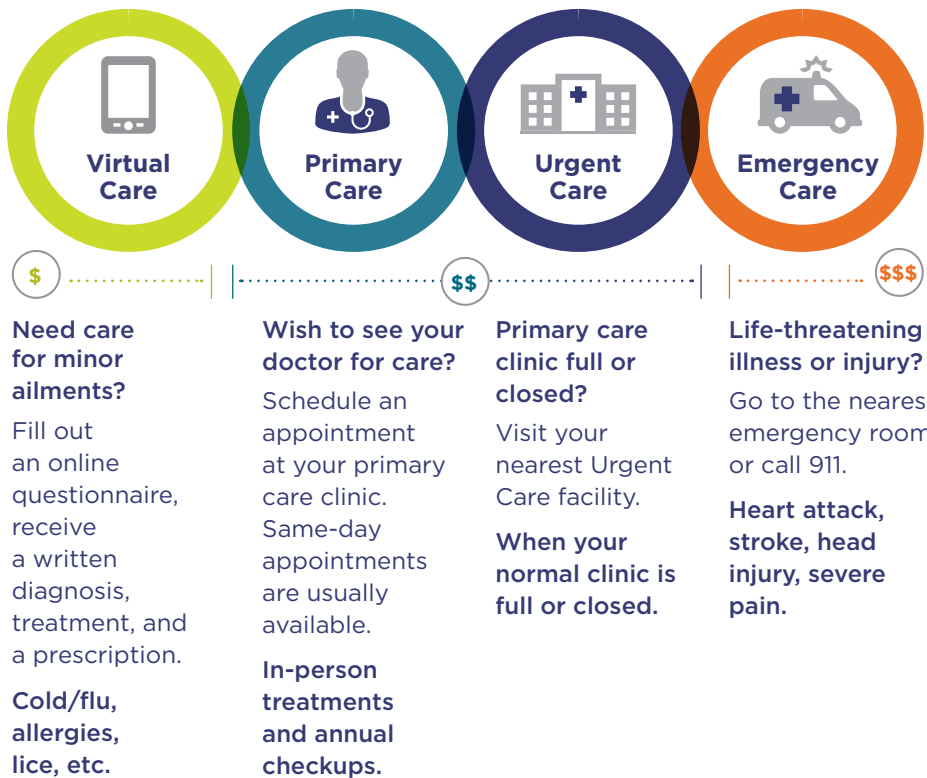 Virtual
Care
Primary
Care
Urgent
Care
Emergency
Care
$
$$
$$$
Need care
for minor
ailments?
Fill out
an online
questionnaire,
receive
a written
diagnosis,
treatment, and
a prescription.
Cold/flu,
allergies,
lice, etc.
Wish to see your
doctor for care?
Schedule an
appointment
at your primary
care clinic.
Same-day
appointments
are usually
available.
In-person
treatments
and annual
checkups.
Primary care
clinic full or
closed?
Visit your
nearest Urgent
Care facility.
When your
normal clinic is
full or closed.
Life-threatening
illness or injury?
Go to the neares
emergency room
or call 911.
Heart attack,
stroke, head
injury, severe
pain.